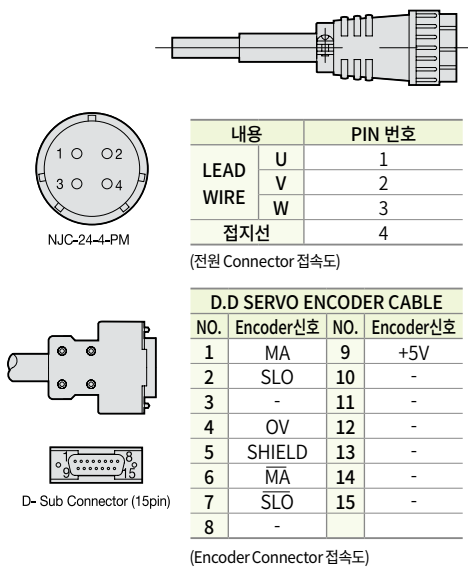 내용 PIN 번호
LEAD WIRE U 1
V 2
W 3
접지선 4
(전원 Connector 접속도)
1 2
3 4
NJC-24-4-PM
D.D SERVO ENCODER CABLE
NO. Encoder신호 NO. Encoder신호
1 MA 9 +5V
2 SLO 10 -
3 - 11 -
4 OV 12 -
5 SHIELD 13 -
6 M̅A̅ 14 -
7 S̅L̅O̅ 15 -
8 -
(Encoder Connector 접속도)
1 8
9 15
D- Sub Connector (15pin)